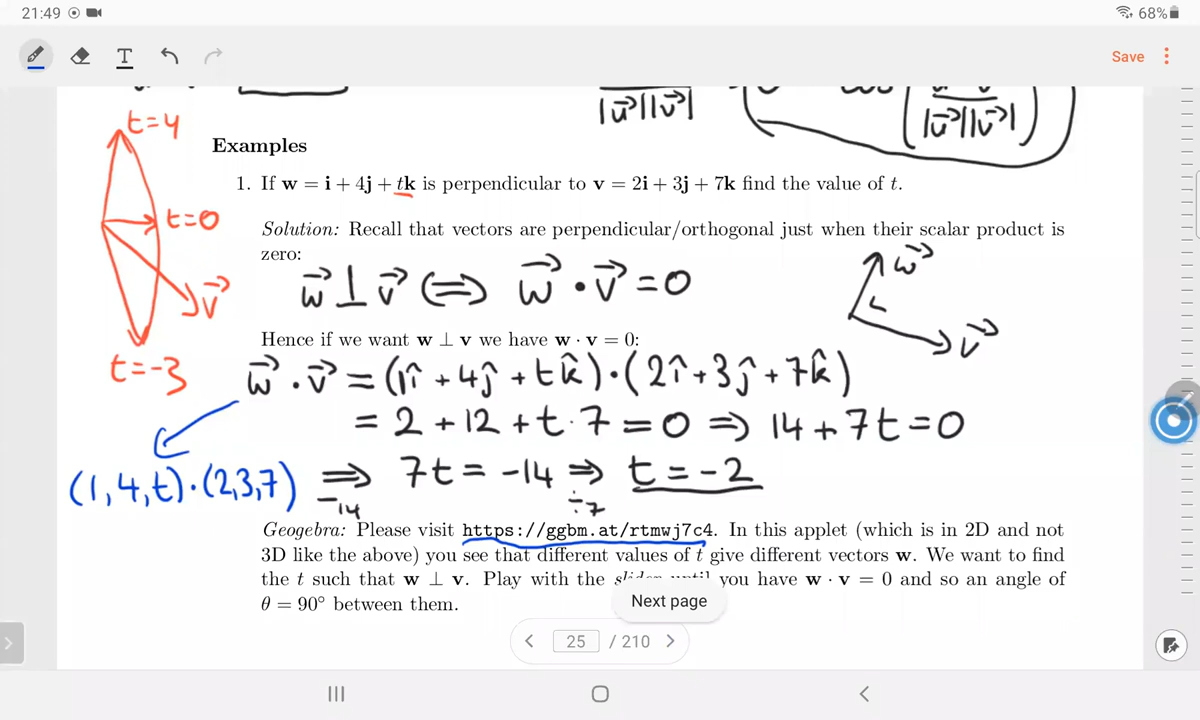 21:49 68%
T Save
|u||v| |u||v|
t=4
Examples
1. If w = i + 4j + tk is perpendicular to v = 2i + 3j + 7k find the value of t.
t=0
Solution: Recall that vectors are perpendicular/orthogonal just when their scalar product is
zero:
w⃗
v⃗
w⃗ ⊥ v⃗ ⇔ w⃗ · v⃗ = 0
v⃗
Hence if we want w ⊥ v we have w · v = 0:
t=-3
w⃗ · v⃗ = (1î + 4ĵ + tk̂) · (2î + 3ĵ + 7k̂)
= 2 + 12 + t·7 = 0 ⇒ 14 + 7t = 0
(1,4,t)·(2,3,7) ⇒ 7t = -14 ⇒ t = -2
-14 ÷7
Geogebra: Please visit https://ggbm.at/rtmwj7c4. In this applet (which is in 2D and not
3D like the above) you see that different values of t give different vectors w. We want to find
the t such that w ⊥ v. Play with the you have w · v = 0 and so an angle of
θ = 90° between them.
Next page
25 / 210